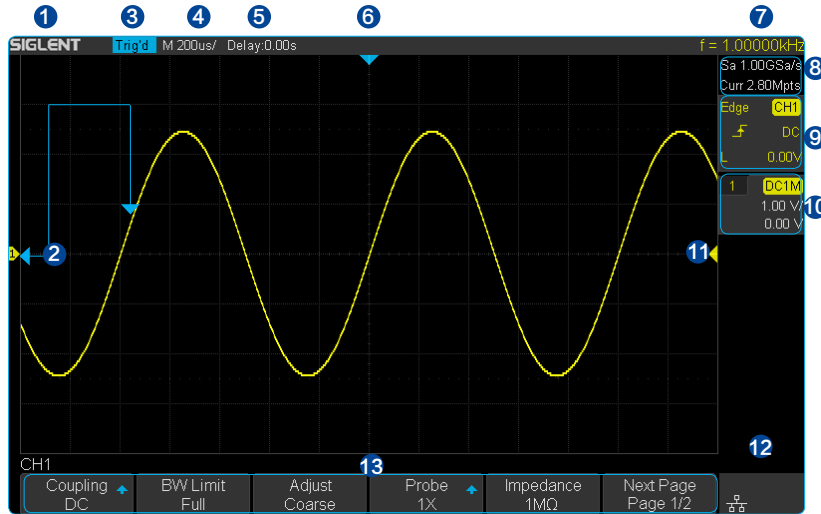 1 3 4 5 6 7
SIGLENT Trig'd M 200us/ Delay:0.00s f = 1.00000kHz
Sa 1.00GSa/s 8
Curr 2.80Mpts
Edge CH1
DC 9
L 0.00V
1 DC1M
1.00 V/ 10
0.00 V
1 2 11
12
CH1 13
Coupling BW Limit Adjust Probe Impedance Next Page
DC Full Coarse 1X 1MΩ Page 1/2